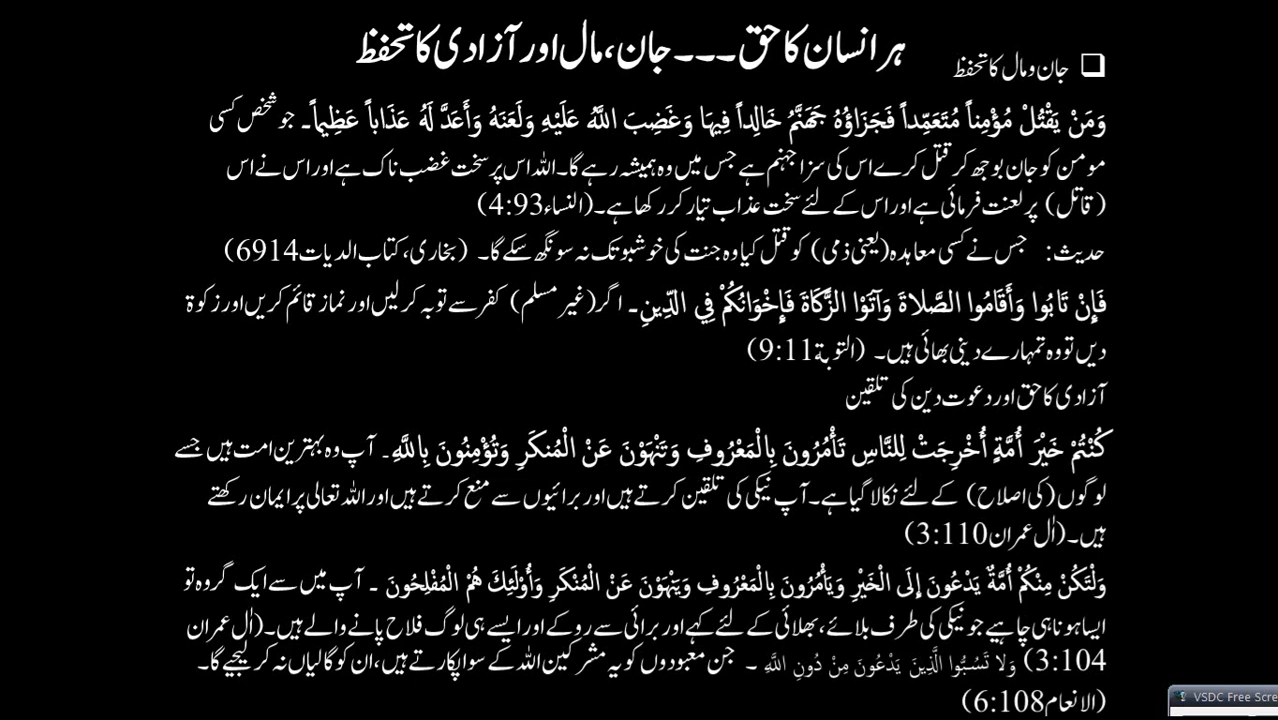 ہر انسان کا حق ۔۔۔ جان، مال اور آزادی کا تحفظ
❑ جان و مال کا تحفظ
وَمَنْ يَقْتُلْ مُؤْمِناً مُتَعَمِّداً فَجَزَاؤُهُ جَهَنَّمُ خَالِداً فِيهَا وَغَضِبَ اللَّهُ عَلَيْهِ وَلَعَنَهُ وَأَعَدَّ لَهُ عَذَاباً عَظِيماً۔ جو شخص کسی
مومن کو جان بوجھ کر قتل کرے اس کی سزا جہنم ہے جس میں وہ ہمیشہ رہے گا۔ اللہ اس پر سخت غضب ناک ہے اور اس نے اس
(قاتل) پر لعنت فرمائی ہے اور اس کے لئے سخت عذاب تیار کر رکھا ہے۔ (النساء 4:93)
حدیث: جس نے کسی معاہدہ (یعنی ذمی) کو قتل کیا وہ جنت کی خوشبو تک نہ سونگھ سکے گا۔ (بخاری، کتاب الدیات 6914)
فَإِنْ تَابُوا وَأَقَامُوا الصَّلاةَ وَآتَوْا الزَّكَاةَ فَإِخْوَانُكُمْ فِي الدِّينِ۔ اگر (غیر مسلم) کفر سے توبہ کر لیں اور نماز قائم کریں اور زکوۃ
دیں تو وہ تمہارے دینی بھائی ہیں۔ (التوبۃ 9:11)
آزادی کا حق اور دعوت دین کی تلقین
كُنْتُمْ خَيْرَ أُمَّةٍ أُخْرِجَتْ لِلنَّاسِ تَأْمُرُونَ بِالْمَعْرُوفِ وَتَنْهَوْنَ عَنْ الْمُنكَرِ وَتُؤْمِنُونَ بِاللَّهِ۔ آپ وہ بہترین امت ہیں جسے
لوگوں (کی اصلاح) کے لئے نکالا گیا ہے۔ آپ نیکی کی تلقین کرتے ہیں اور برائیوں سے منع کرتے ہیں اور اللہ تعالی پر ایمان رکھتے
ہیں۔ (اٰل عمران 3:110)
وَلْتَكُنْ مِنْكُمْ أُمَّةٌ يَدْعُونَ إِلَى الْخَيْرِ وَيَأْمُرُونَ بِالْمَعْرُوفِ وَيَنْهَوْنَ عَنْ الْمُنْكَرِ وَأُوْلَئِكَ هُمْ الْمُفْلِحُونَ ۔ آپ میں سے ایک گروہ تو
ایسا ہونا ہی چاہیے جو نیکی کی طرف بلائے، بھلائی کے لئے کہے اور برائی سے روکے اور ایسے ہی لوگ فلاح پانے والے ہیں۔ (اٰل عمران
3:104) وَلا تَسُبُّوا الَّذِينَ يَدْعُونَ مِنْ دُونِ اللَّهِ ۔ جن معبودوں کو یہ مشرکین اللہ کے سوا پکارتے ہیں، ان کو گالیاں نہ کر لیجیے گا۔
(الانعام 6:108)
VSDC Free Scre